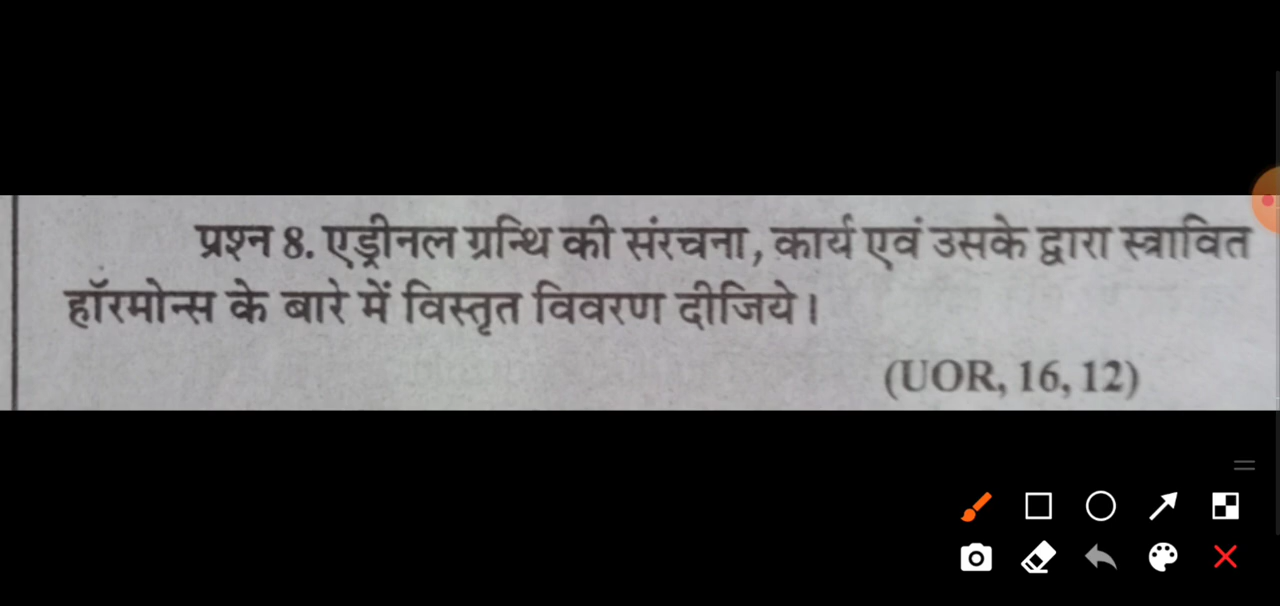 प्रश्न 8. एड्रीनल ग्रन्थि की संरचना, कार्य एवं उसके द्वारा स्त्रावित
हॉरमोन्स के बारे में विस्तृत विवरण दीजिये।
(UOR, 16, 12)